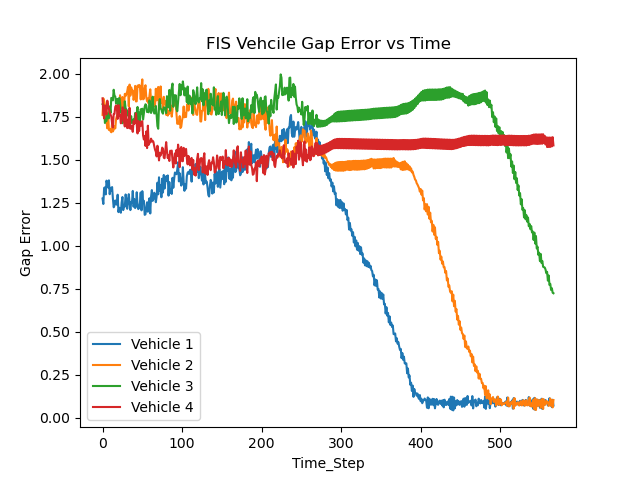 FIS Vehcile Gap Error vs Time
2.00
1.75
1.50
1.25
1.00
0.75
0.50
0.25
0.00
Gap Error
Vehicle 1
Vehicle 2
Vehicle 3
Vehicle 4
0 100 200 300 400 500
Time_Step